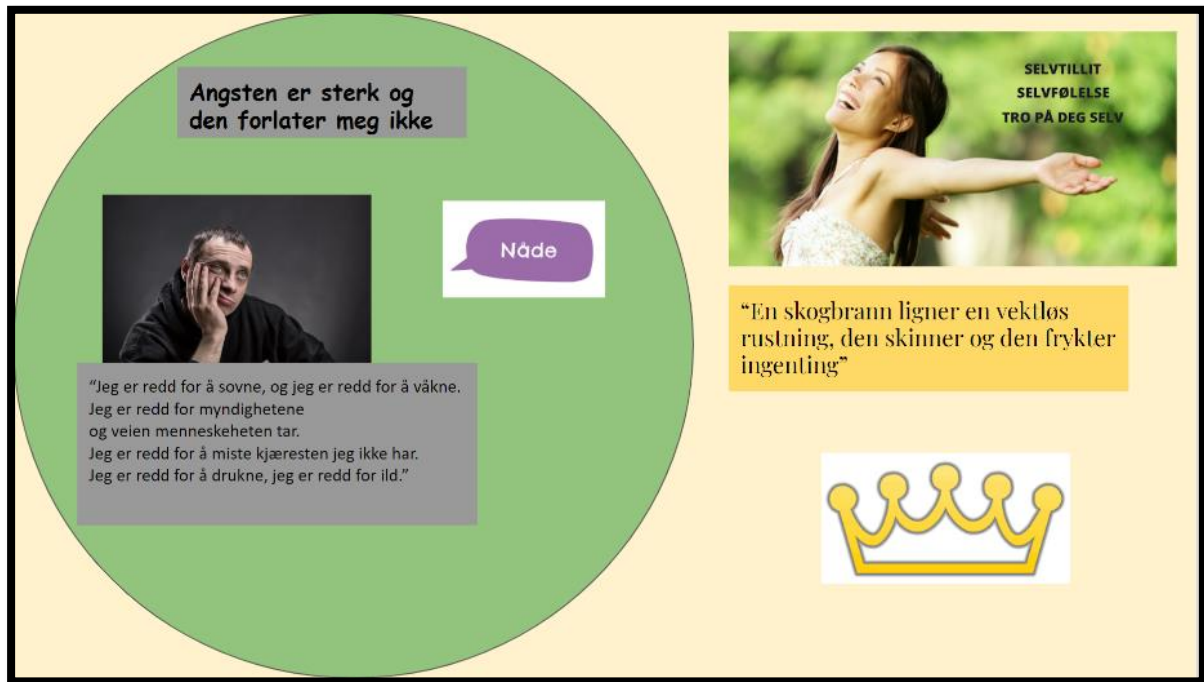 Angsten er sterk og
den forlater meg ikke
Nåde
“Jeg er redd for å sovne, og jeg er redd for å våkne.
Jeg er redd for myndighetene
og veien menneskeheten tar.
Jeg er redd for å miste kjæresten jeg ikke har.
Jeg er redd for å drukne, jeg er redd for ild.”
SELVTILLIT
SELVFØLELSE
TRO PÅ DEG SELV
“En skogbrann ligner en vektløs
rustning, den skinner og den frykter
ingenting”